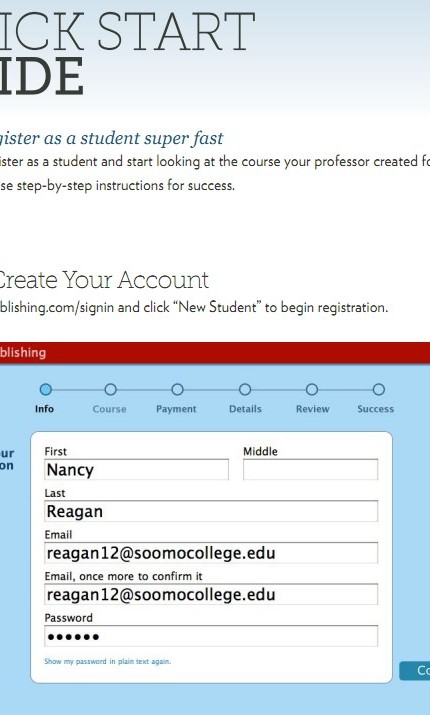 ICK START
IDE
gister as a student super fast
ister as a student and start looking at the course your professor created fo
se step-by-step instructions for success.
Create Your Account
blishing.com/signin and click “New Student” to begin registration.
blishing
Info Course Payment Details Review Success
ur
on
First Middle
Nancy
Last
Reagan
Email
reagan12@soomocollege.edu
Email, once more to confirm it
reagan12@soomocollege.edu
Password
••••••
Show my password in plain text again.
Co